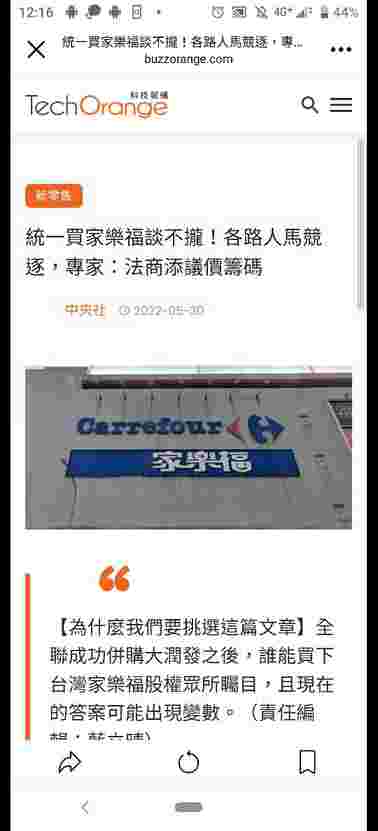 12:16
4G+
44%
統一買家樂福談不攏!各路人馬競逐,專...
buzzorange.com
科技報橘
TechOrange
新零售
統一買家樂福談不攏!各路人馬競
逐,專家:法商添議價籌碼
中央社
2022-05-30
Carrefour
家樂福
【為什麼我們要挑選這篇文章】全
聯成功併購大潤發之後,誰能買下
台灣家樂福股權眾所矚目,且現在
的答案可能出現變數。(責任編